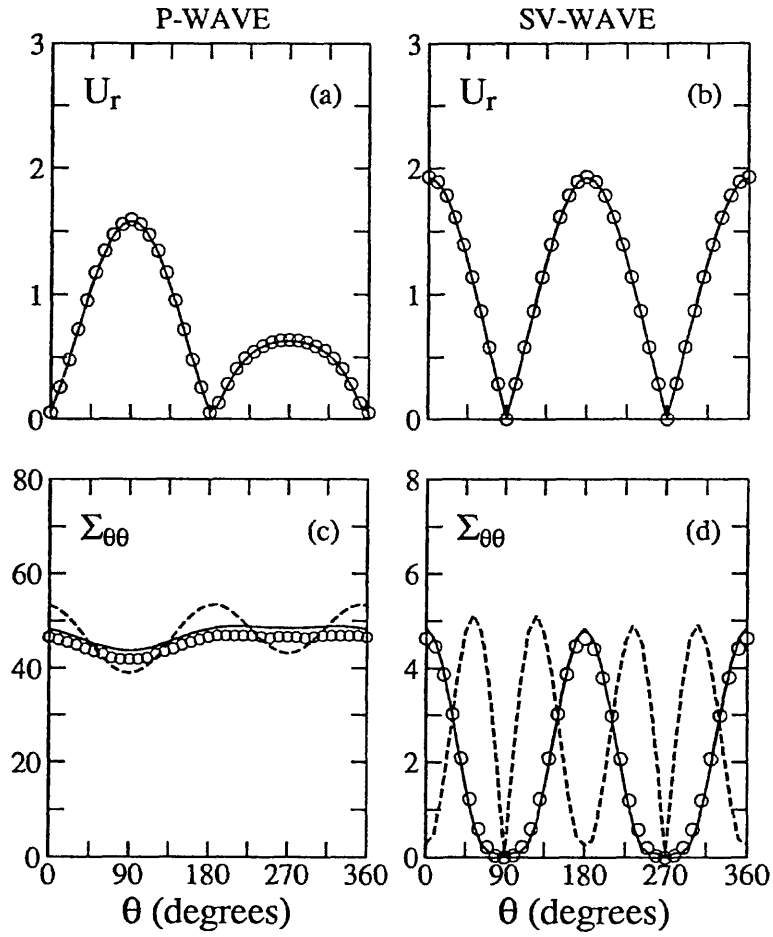 P-WAVE SV-WAVE
3 3
U_r (a) U_r (b)
2 2
1 1
0 0
80 8
Σ_θθ (c) Σ_θθ (d)
60 6
40 4
20 2
0 0
0 90 180 270 360 0 90 180 270 360
θ (degrees) θ (degrees)